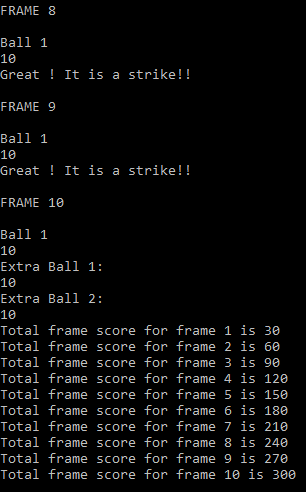 FRAME 8
Ball 1
10
Great ! It is a strike!!
FRAME 9
Ball 1
10
Great ! It is a strike!!
FRAME 10
Ball 1
10
Extra Ball 1:
10
Extra Ball 2:
10
Total frame score for frame 1 is 30
Total frame score for frame 2 is 60
Total frame score for frame 3 is 90
Total frame score for frame 4 is 120
Total frame score for frame 5 is 150
Total frame score for frame 6 is 180
Total frame score for frame 7 is 210
Total frame score for frame 8 is 240
Total frame score for frame 9 is 270
Total frame score for frame 10 is 300